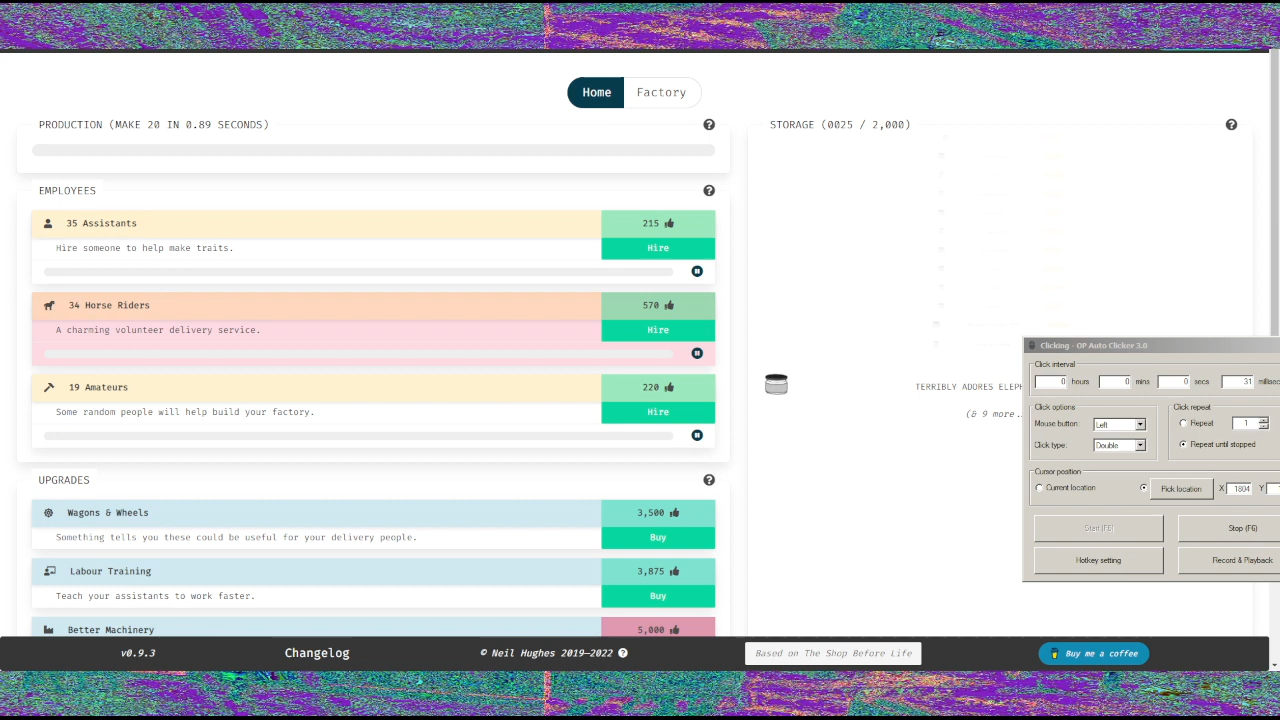 Home Factory
PRODUCTION (MAKE 20 IN 0.89 SECONDS)
STORAGE (0025 / 2,000)
EMPLOYEES
35 Assistants 215
Hire someone to help make traits. Hire
34 Horse Riders 570
A charming volunteer delivery service. Hire
19 Amateurs 220
Some random people will help build your factory. Hire
TERRIBLY ADORES
(& 9 more..
UPGRADES
Wagons & Wheels 3,500
Something tells you these could be useful for your delivery people. Buy
Labour Training 3,875
Teach your assistants to work faster. Buy
Better Machinery 5,000
Clicking - OP Auto Clicker 3.0
Click interval
0 hours 0 mins 0 secs 31
Click options
Mouse button: Left
Click type: Double
Click repeat
Repeat 1
Repeat until stopped
Cursor position
Current location Pick location X 1804 Y
Start (F6) Stop (F6)
Hotkey setting Record & Playback
v0.9.3 Changelog © Neil Hughes 2019–2022 Based on The Shop Before Life Buy me a coffee